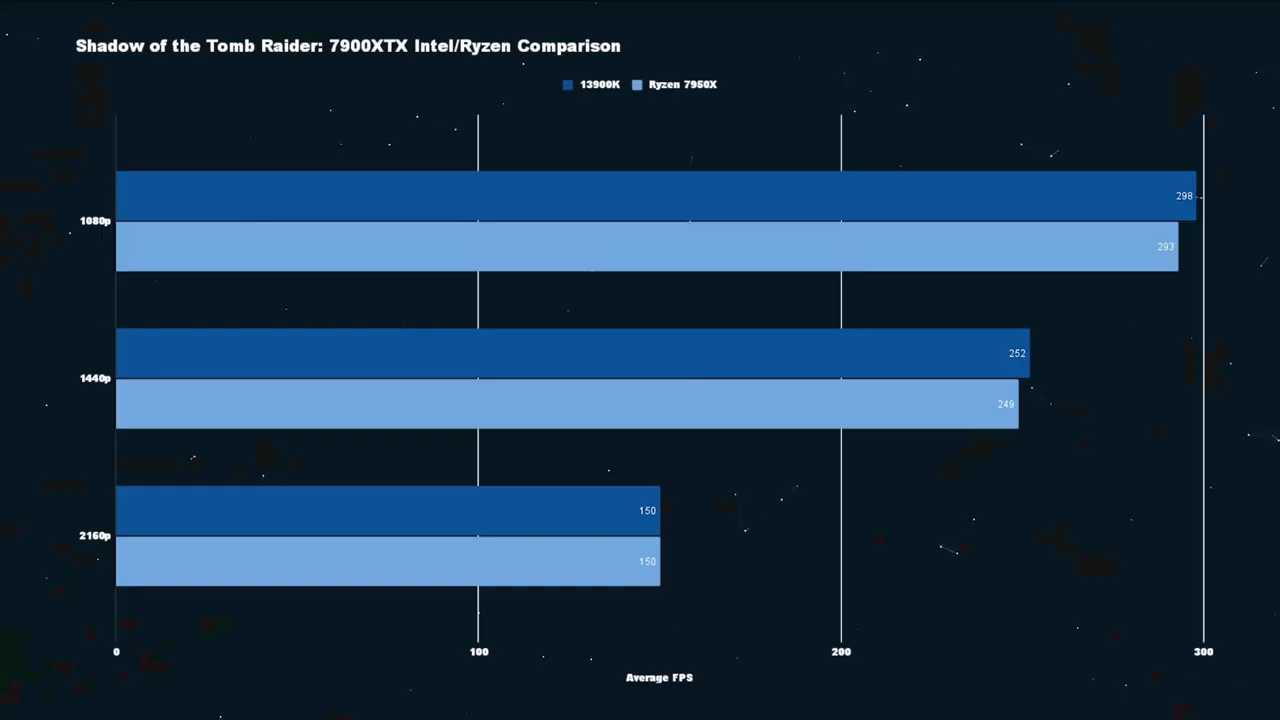 Shadow of the Tomb Raider: 7900XTX Intel/Ryzen Comparison
13900K Ryzen 7950X
298
1080p
293
252
1440p
249
150
2160p
150
0 100 200 300
Average FPS